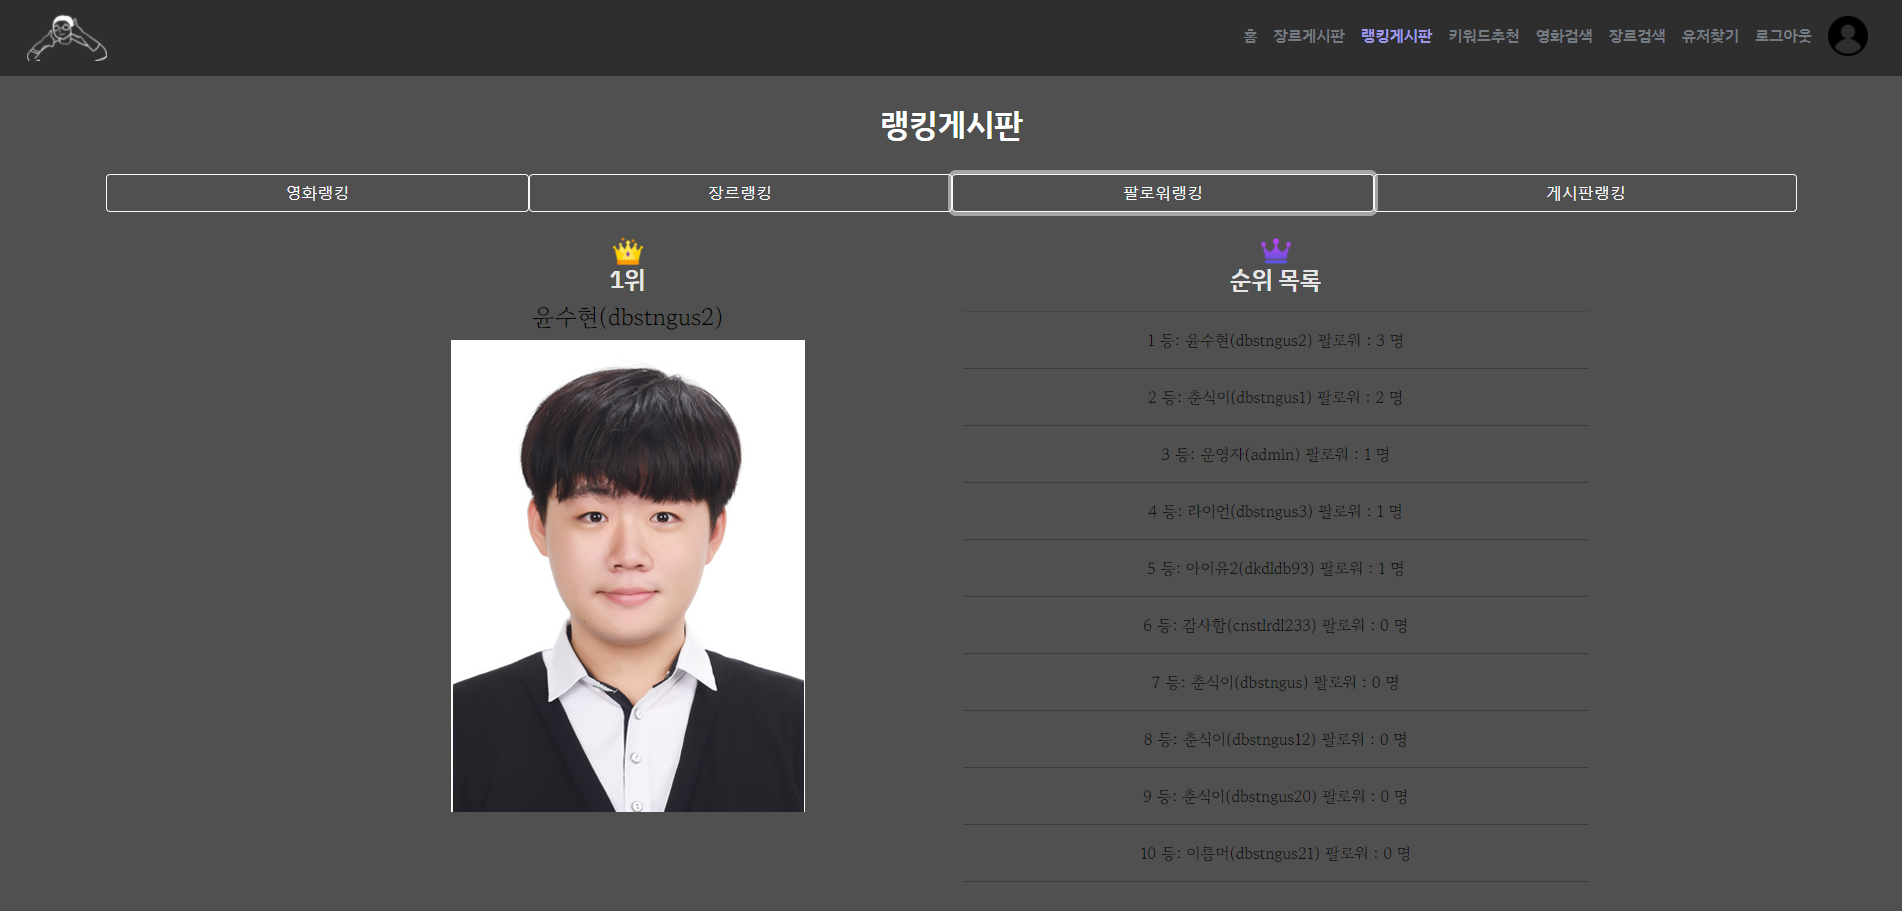 홈 장르게시판 랭킹게시판 키워드추천 영화검색 장르검색 유저찾기 로그아웃
랭킹게시판
영화랭킹 장르랭킹 팔로워랭킹 게시판랭킹
1위
윤수현(dbstngus2)
순위 목록
1 등: 윤수현(dbstngus2) 팔로워 : 3 명
2 등: 춘식이(dbstngus1) 팔로워 : 2 명
3 등: 운영자(admin) 팔로워 : 1 명
4 등: 라이언(dbstngus3) 팔로워 : 1 명
5 등: 아이유2(dkdldb93) 팔로워 : 1 명
6 등: 감사함(cnstlrdl233) 팔로워 : 0 명
7 등: 춘식이(dbstngus) 팔로워 : 0 명
8 등: 춘식이(dbstngus12) 팔로워 : 0 명
9 등: 춘식이(dbstngus20) 팔로워 : 0 명
10 등: 이름머(dbstngus21) 팔로워 : 0 명